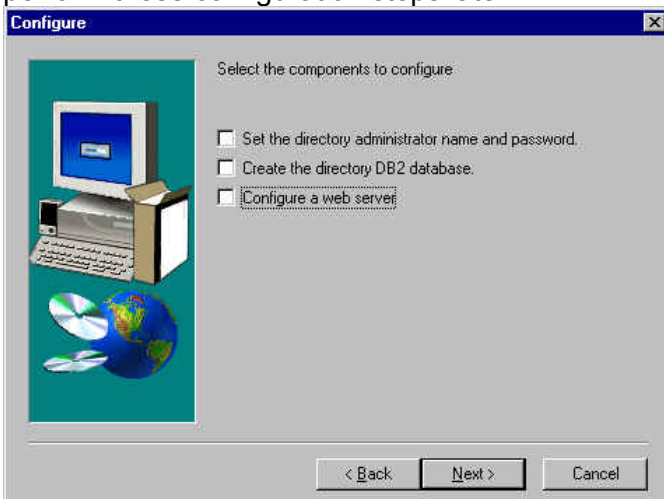 Configure
Select the components to configure
Set the directory administrator name and password.
Create the directory DB2 database.
Configure a web server
< Back
Next >
Cancel